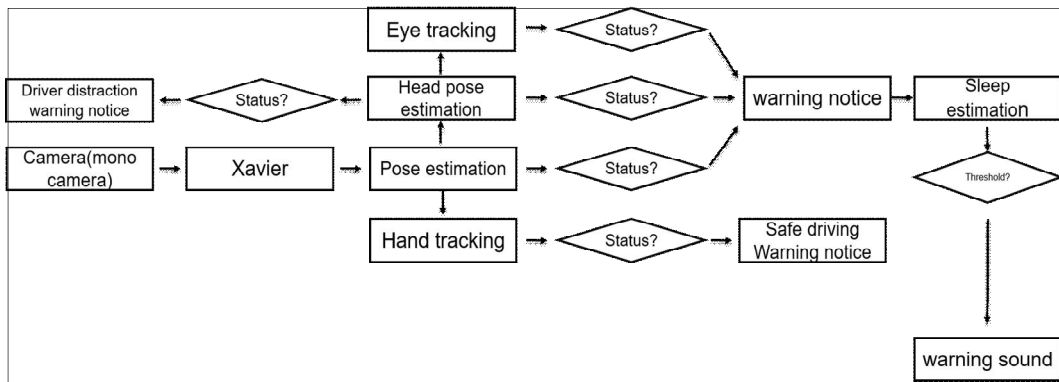 Eye tracking
Status?
Driver distraction
warning notice
Status?
Head pose
estimation
Status?
warning notice
Sleep
estimation
Camera(mono
camera)
Xavier
Pose estimation
Status?
Threshold?
Hand tracking
Status?
Safe driving
Warning notice
warning sound